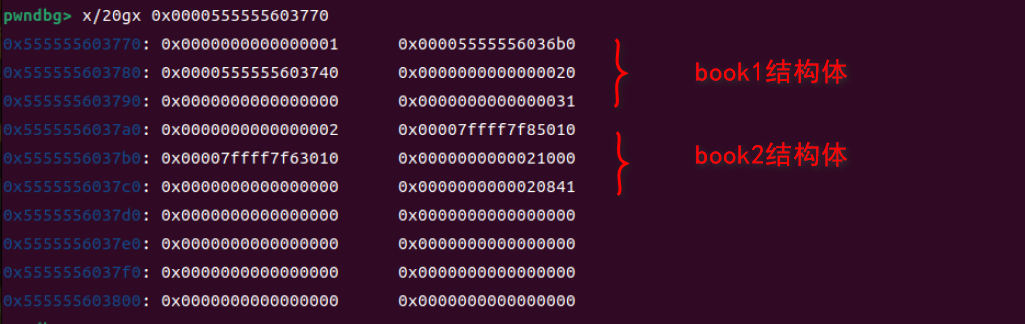 pwndbg> x/20gx 0x0000555555603770
0x555555603770: 0x0000000000000001 0x00005555556036b0
0x555555603780: 0x0000555555603740 0x0000000000000020
0x555555603790: 0x0000000000000000 0x0000000000000031
book1结构体
0x5555556037a0: 0x0000000000000002 0x00007ffff7f85010
0x5555556037b0: 0x00007ffff7f63010 0x0000000000021000
0x5555556037c0: 0x0000000000000000 0x0000000000020841
book2结构体
0x5555556037d0: 0x0000000000000000 0x0000000000000000
0x5555556037e0: 0x0000000000000000 0x0000000000000000
0x5555556037f0: 0x0000000000000000 0x0000000000000000
0x555555603800: 0x0000000000000000 0x0000000000000000